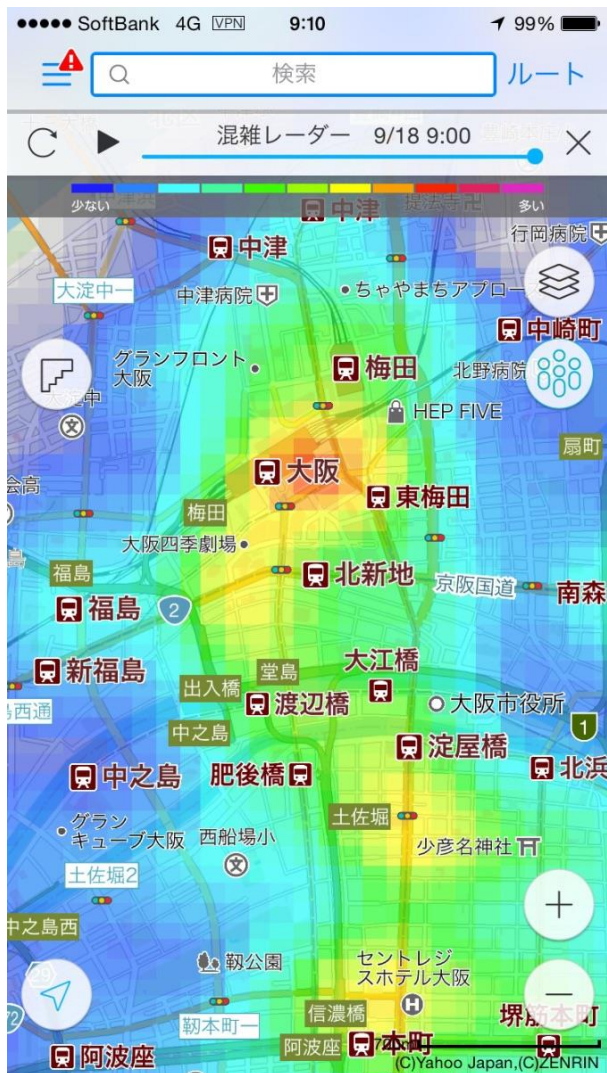 SoftBank 4G VPN 9:10 99%
検索
ルート
混雑レーダー 9/18 9:00
少ない
多い
中津
中津
行岡病院
大淀中一
中津病院
ちゃやまちアプロー
中崎町
グランフロント
大阪
梅田
北野病院
HEP FIVE
扇町
大阪
東梅田
梅田
大阪四季劇場
福島
北新地
京阪国道
南森
福島
2
新福島
大江橋
堂島
出入橋
渡辺橋
大阪市役所
中之島
1
淀屋橋
北浜
中之島
肥後橋
グラン
キューブ大阪
西船場小
土佐堀
少彦名神社
土佐堀2
中之島西
靱公園
セントレジ
スホテル大阪
29
信濃橋
靱本町一
阿波座
本町
堺筋本町
阿波座
(C)Yahoo Japan,(C)ZENRIN